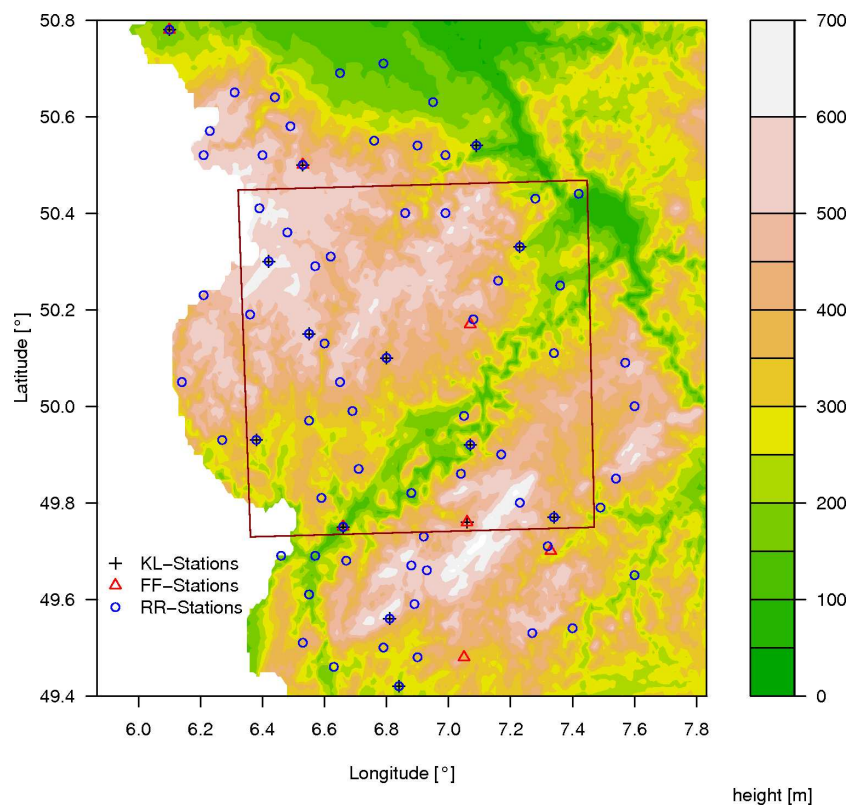 50.8
50.6
50.4
50.2
50.0
49.8
49.6
49.4
Latitude [°]
KL−Stations
FF−Stations
RR−Stations
6.0 6.2 6.4 6.6 6.8 7.0 7.2 7.4 7.6 7.8
Longitude [°]
700
600
500
400
300
200
100
0
height [m]